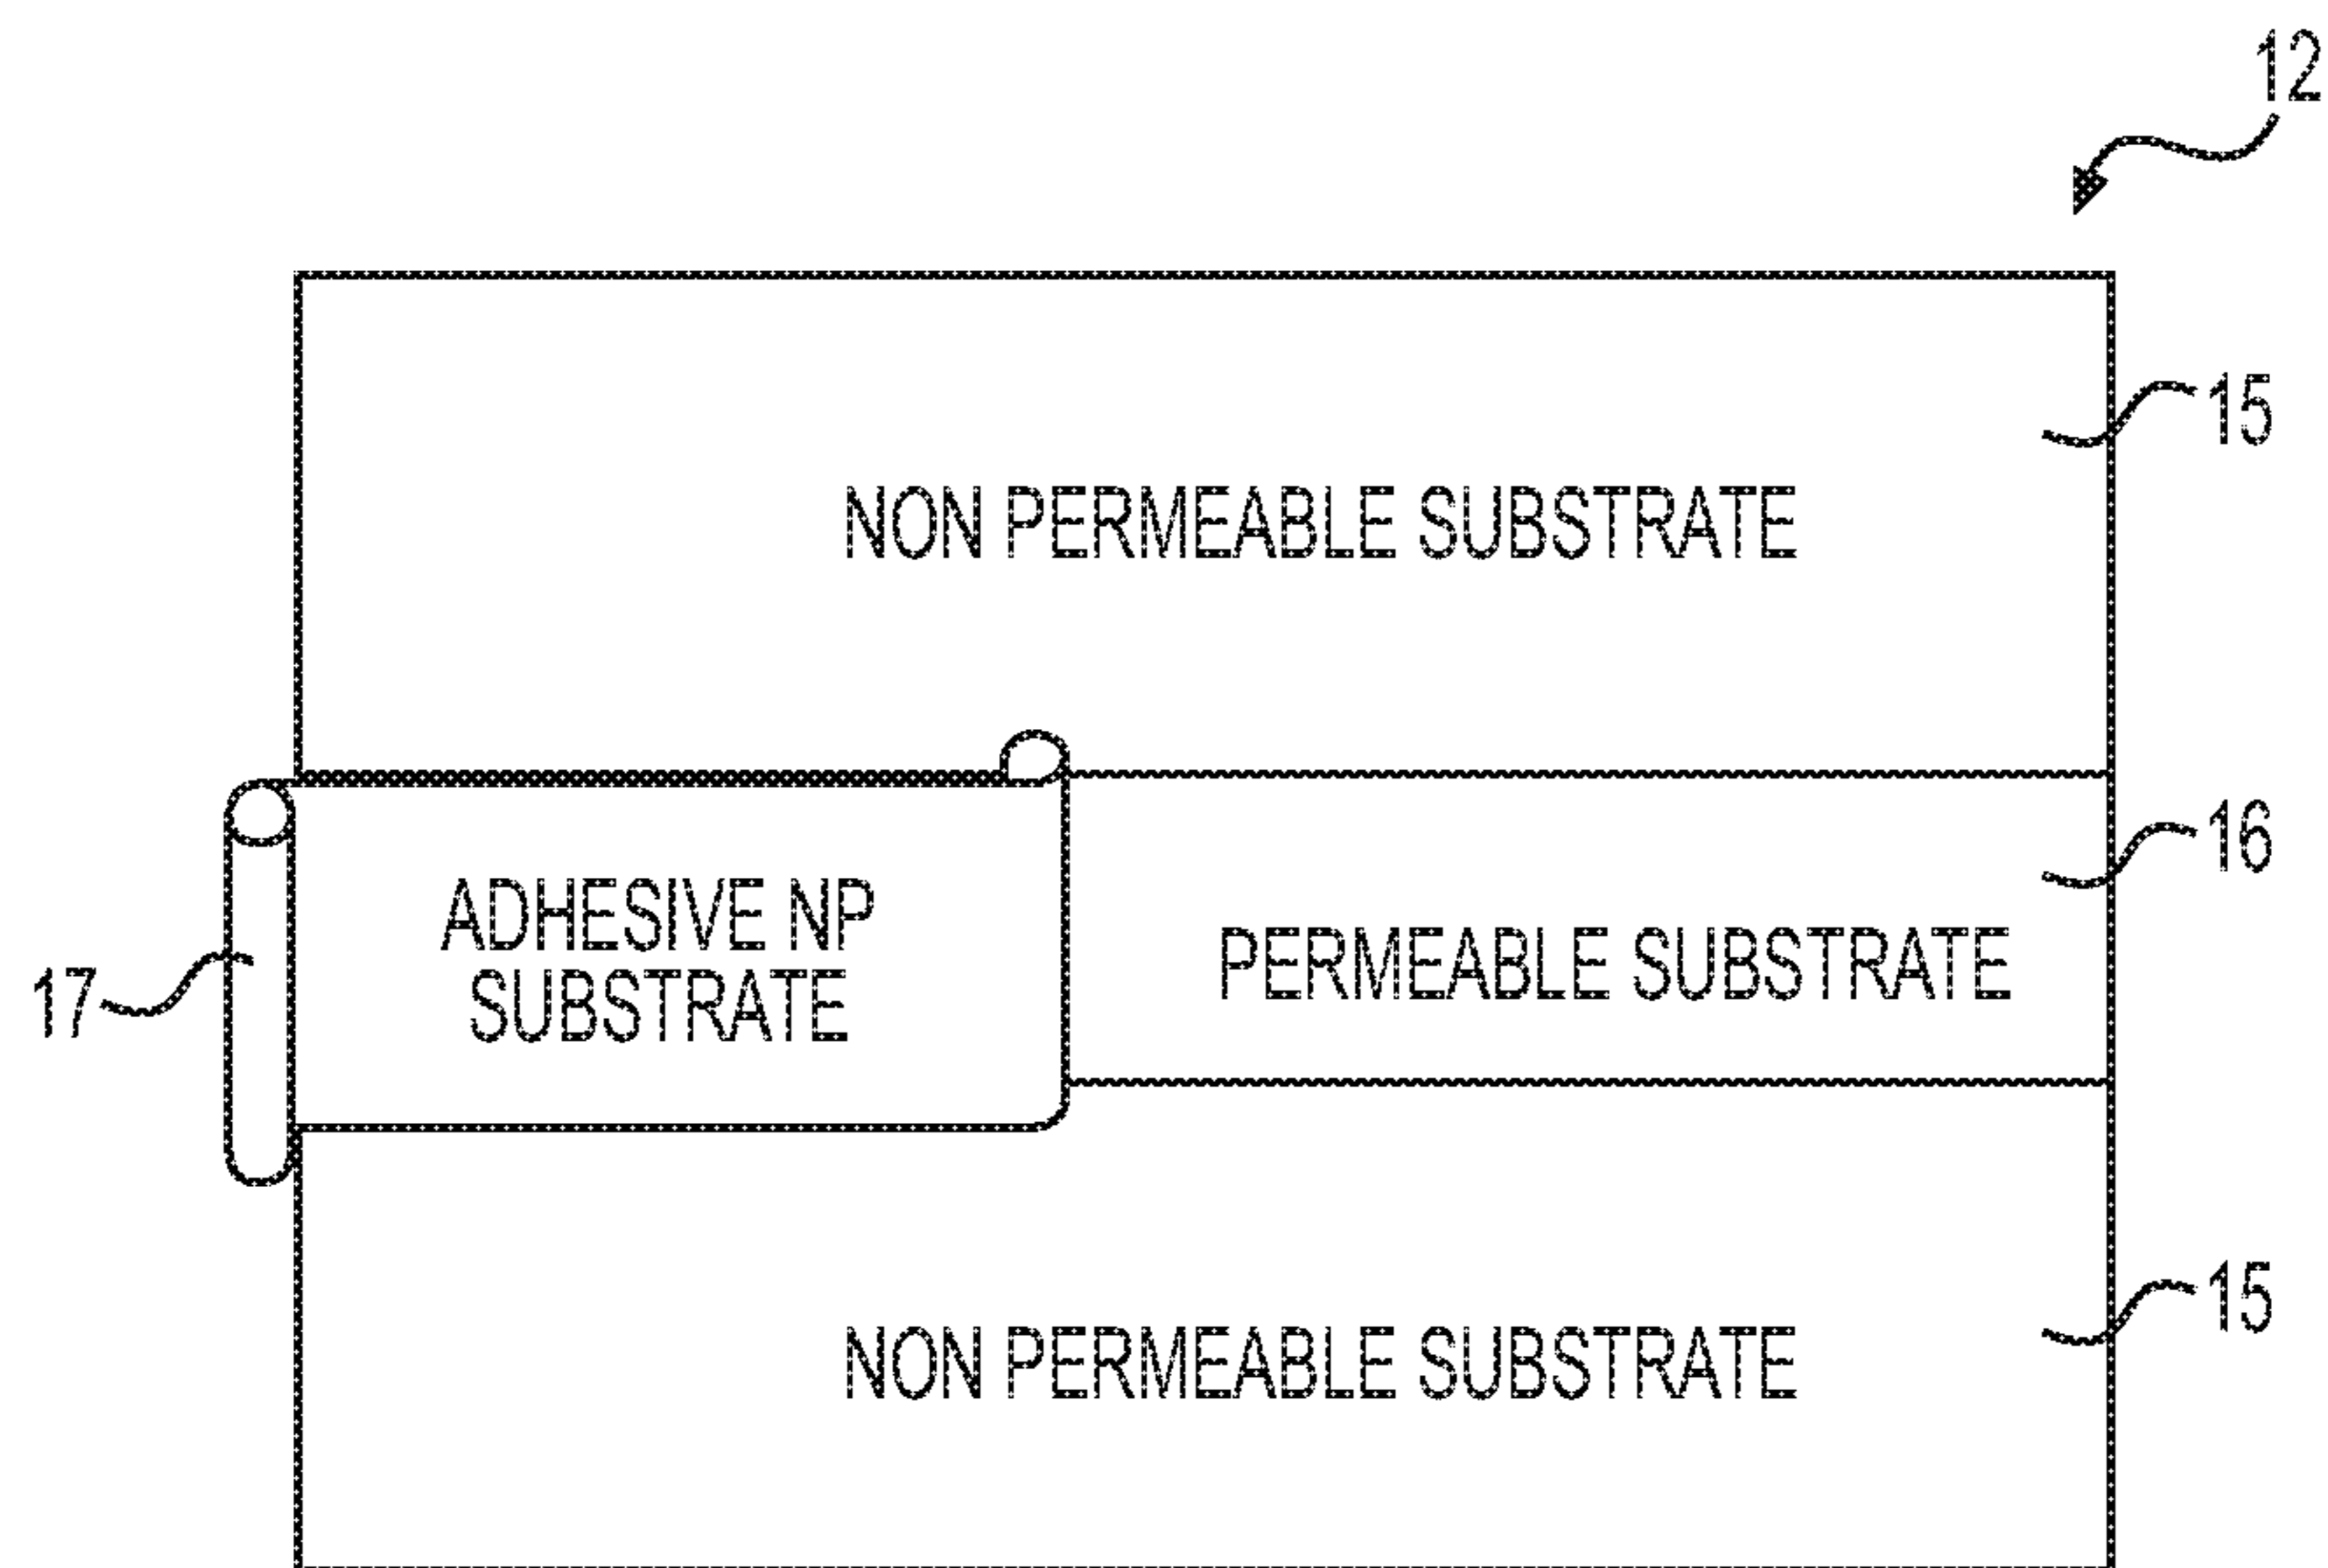 12
15
NON PERMEABLE SUBSTRATE
16
ADHESIVE NP
SUBSTRATE
PERMEABLE SUBSTRATE
17
15
NON PERMEABLE SUBSTRATE